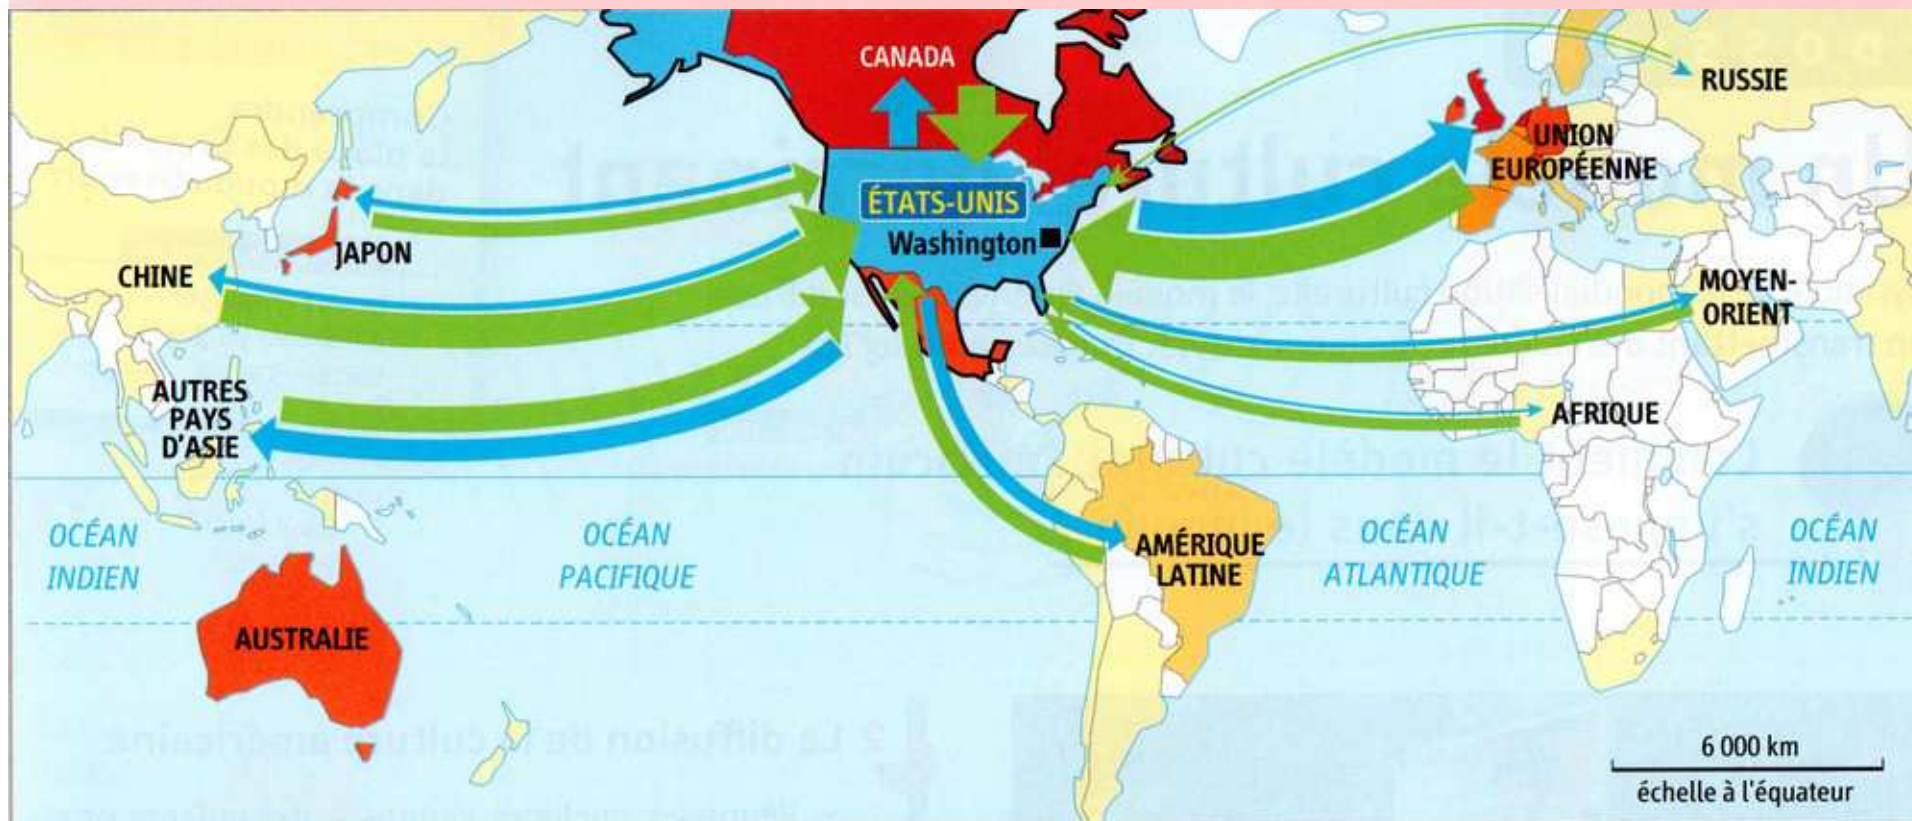 CANADA
RUSSIE
UNION
EUROPÉENNE
ÉTATS-UNIS
Washington
JAPON
CHINE
MOYEN-
ORIENT
AUTRES
PAYS
D'ASIE
AFRIQUE
OCÉAN
INDIEN
OCÉAN
PACIFIQUE
AMÉRIQUE
LATINE
OCÉAN
ATLANTIQUE
OCÉAN
INDIEN
AUSTRALIE
6 000 km
échelle à l'équateur